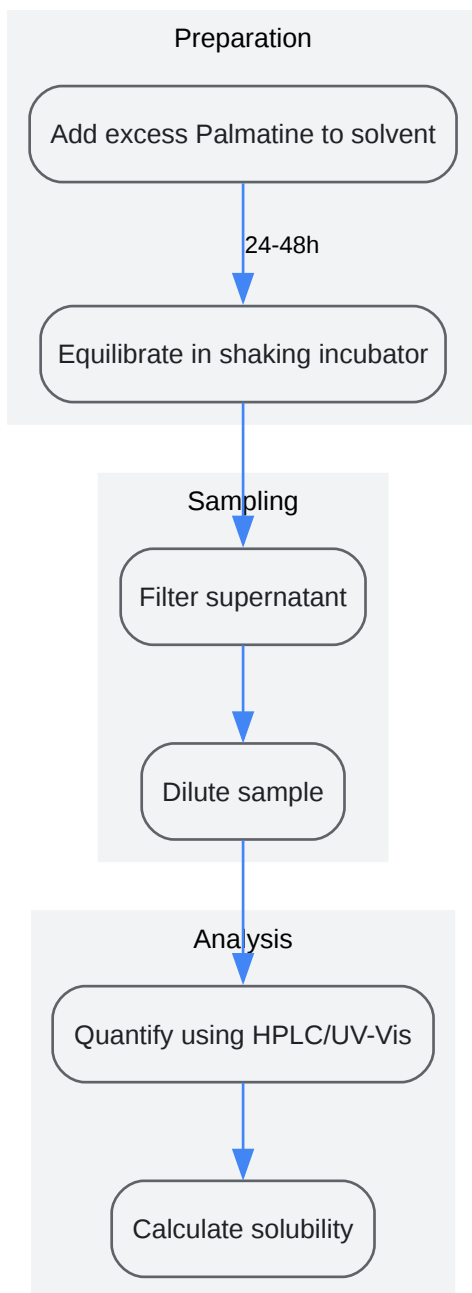 Preparation
Add excess Palmatine to solvent
24-48h
Equilibrate in shaking incubator
Sampling
Filter supernatant
Dilute sample
Analysis
Quantify using HPLC/UV-Vis
Calculate solubility